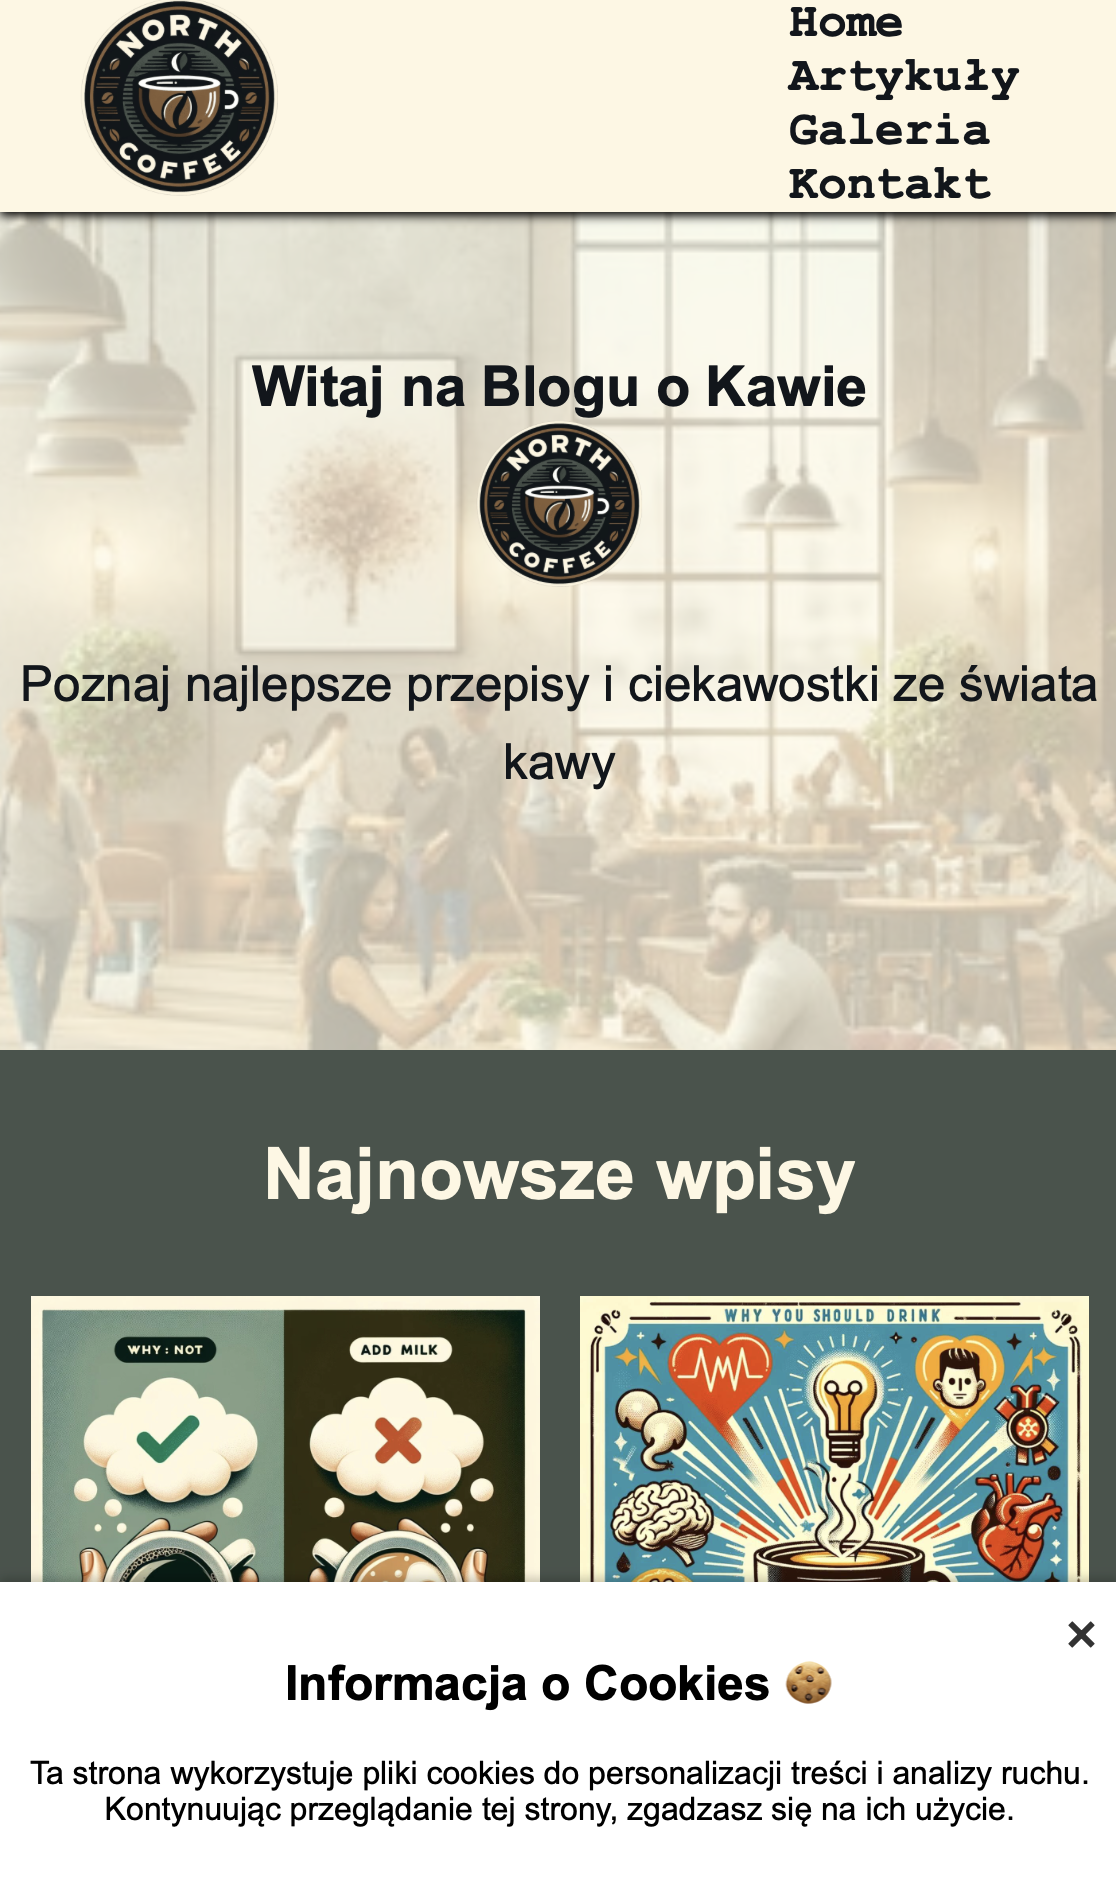 NORTH
COFFEE
Home
Artykuły
Galeria
Kontakt
Witaj na Blogu o Kawie
NORTH
COFFEE
Poznaj najlepsze przepisy i ciekawostki ze świata
kawy
Najnowsze wpisy
WHY : NOT
ADD MILK
WHY YOU SHOULD DRINK
×
Informacja o Cookies 🍪
Ta strona wykorzystuje pliki cookies do personalizacji treści i analizy ruchu.
Kontynuując przeglądanie tej strony, zgadzasz się na ich użycie.